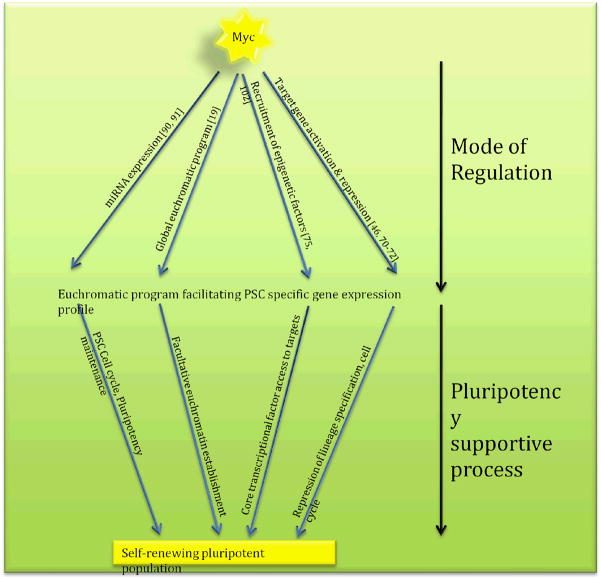 Myc
miRNA expression [90, 91]
Global euchromatic program [19]
Recruitment of epigenetic factors [75,
102]
Target gene activation & repression [46, 70-72]
Mode of
Regulation
Euchromatic program facilitating PSC specific gene expression
profile
PSC Cell cycle, Pluripotency
maintenance
Facultative euchromatin establishment
Core transcriptional factor access to targets
Repression of lineage specification, cell
cycle
Pluripotenc
y
supportive
process
Self-renewing pluripotent
population